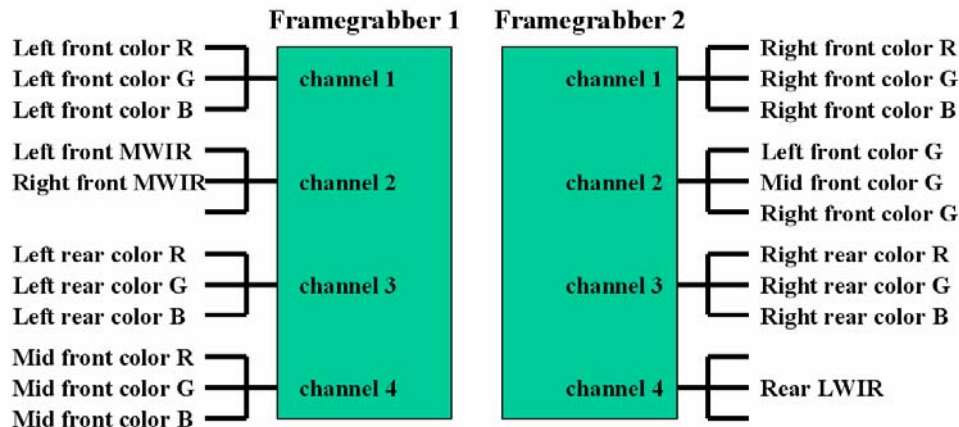 Framegrabber 1
Left front color R
Left front color G
Left front color B
channel 1
Left front MWIR
Right front MWIR
channel 2
Left rear color R
Left rear color G
Left rear color B
channel 3
Mid front color R
Mid front color G
Mid front color B
channel 4
Framegrabber 2
channel 1
Right front color R
Right front color G
Right front color B
channel 2
Left front color G
Mid front color G
Right front color G
channel 3
Right rear color R
Right rear color G
Right rear color B
channel 4
Rear LWIR